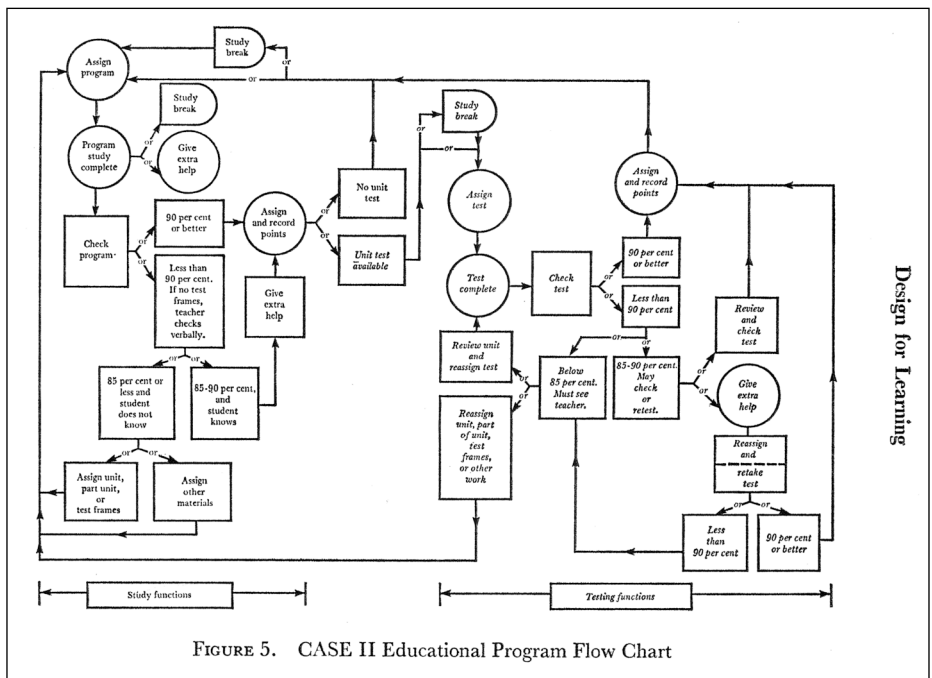 Study
break
or
Assign
program
or
Study
break
Study
break
or
or
Program
study
complete
or
or
Give
extra
help
No unit
test
Assign
test
Assign
and record
points
Check
program-
or
or
90 per cent
or better
Assign
and record
points
or
or
Unit test
available
90 per cent
or better
Less than
90 per cent.
If no test
frames,
teacher
checks
verbally.
Give
extra
help
Test
complete
Check
test
or
or
Less than
90 per cent
Review
and
check
test
or
or
or
or
Review unit
and
reassign test
or
or
Below
85 per cent.
Must see
teacher.
85-90 per cent.
May
check
or
retest.
or
or
Give
extra
help
85 per cent or
less and
student
does not
know
85-90 per cent,
and
student
knows
Reassign
unit, part
of unit,
test
frames,
or other
work
or
or
Reassign
and
retake
test
or
or
Assign unit,
part unit,
or
test frames
Assign
other
materials
Less
than
90 per cent
90 per cent
or better
Study functions
Testing functions
Design for Learning
FIGURE 5. CASE II Educational Program Flow Chart